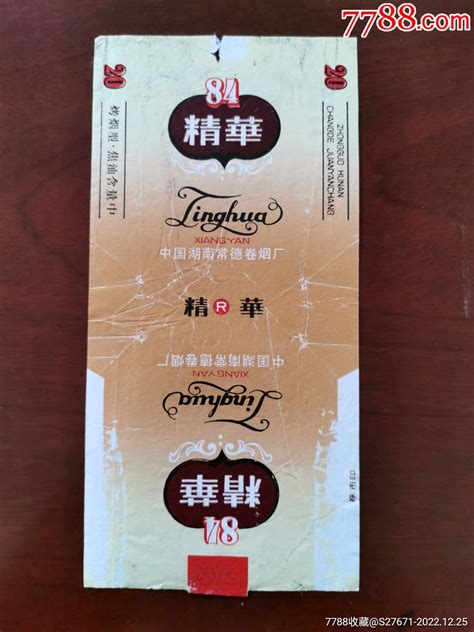 7788.com
20
烤烟型·焦油含量中
84
精華
Jinghua
XIANGYAN
中国湖南常德卷烟厂
20
ZHONGGUO HUNAN
CHANGDE JUANYANCHANG
精 R 華
中国湖南常德卷烟厂
XIANGYAN
Jinghua
精華
84
7788收藏@S27671-2022.12.25